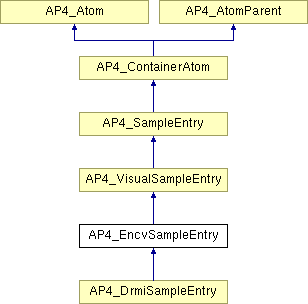 AP4_Atom
AP4_AtomParent
AP4_ContainerAtom
AP4_SampleEntry
AP4_VisualSampleEntry
AP4_EncvSampleEntry
AP4_DrmiSampleEntry